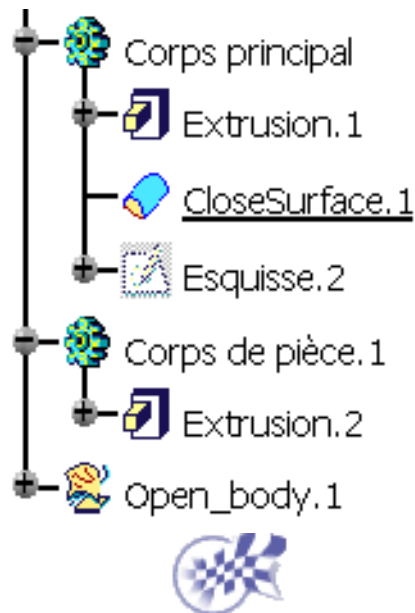 Corps principal
Extrusion.1
CloseSurface.1
Esquisse.2
Corps de pièce.1
Extrusion.2
Open_body.1